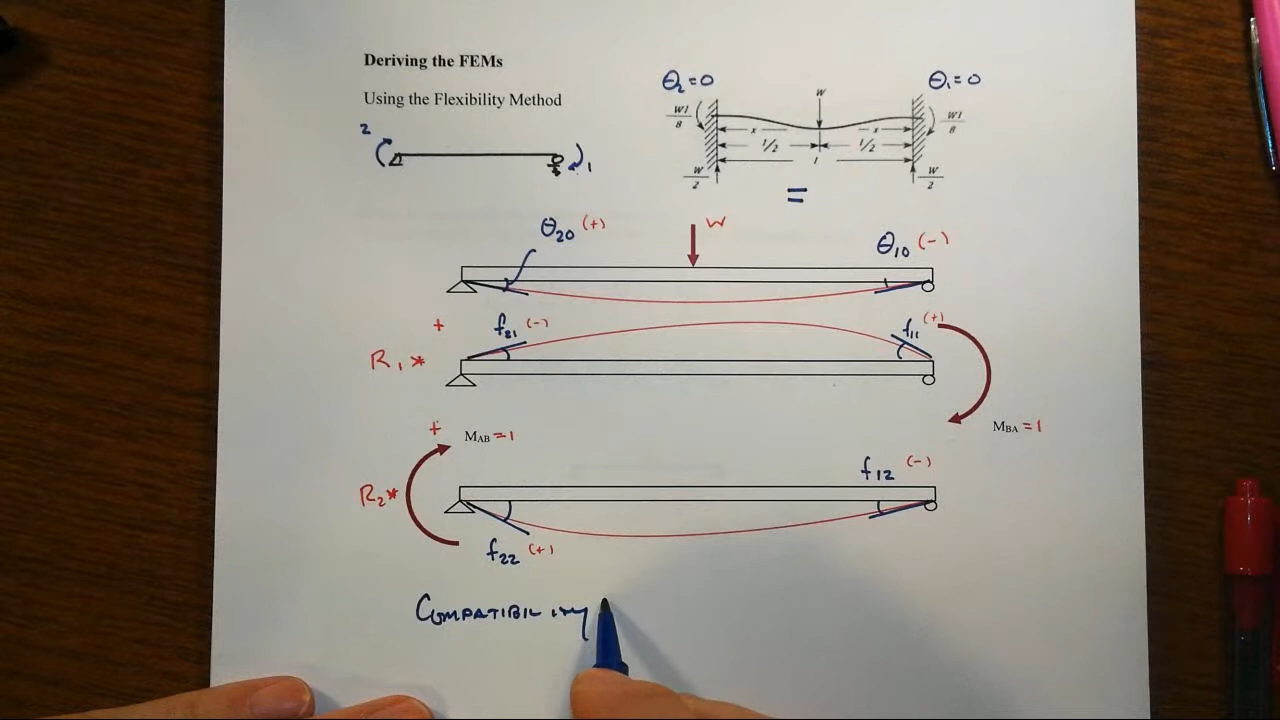 Deriving the FEMs
Using the Flexibility Method
2
1
Θ2=0
Θ1=0
W
Wl/8
Wl/8
x
x
l/2
l/2
l
W/2
W/2
=
Θ20 (+)
W
Θ10 (-)
+
R1*
f21 (-)
f11 (+)
+
MAB =1
MBA =1
R2*
f12 (-)
f22 (+)
COMPATIBILITY